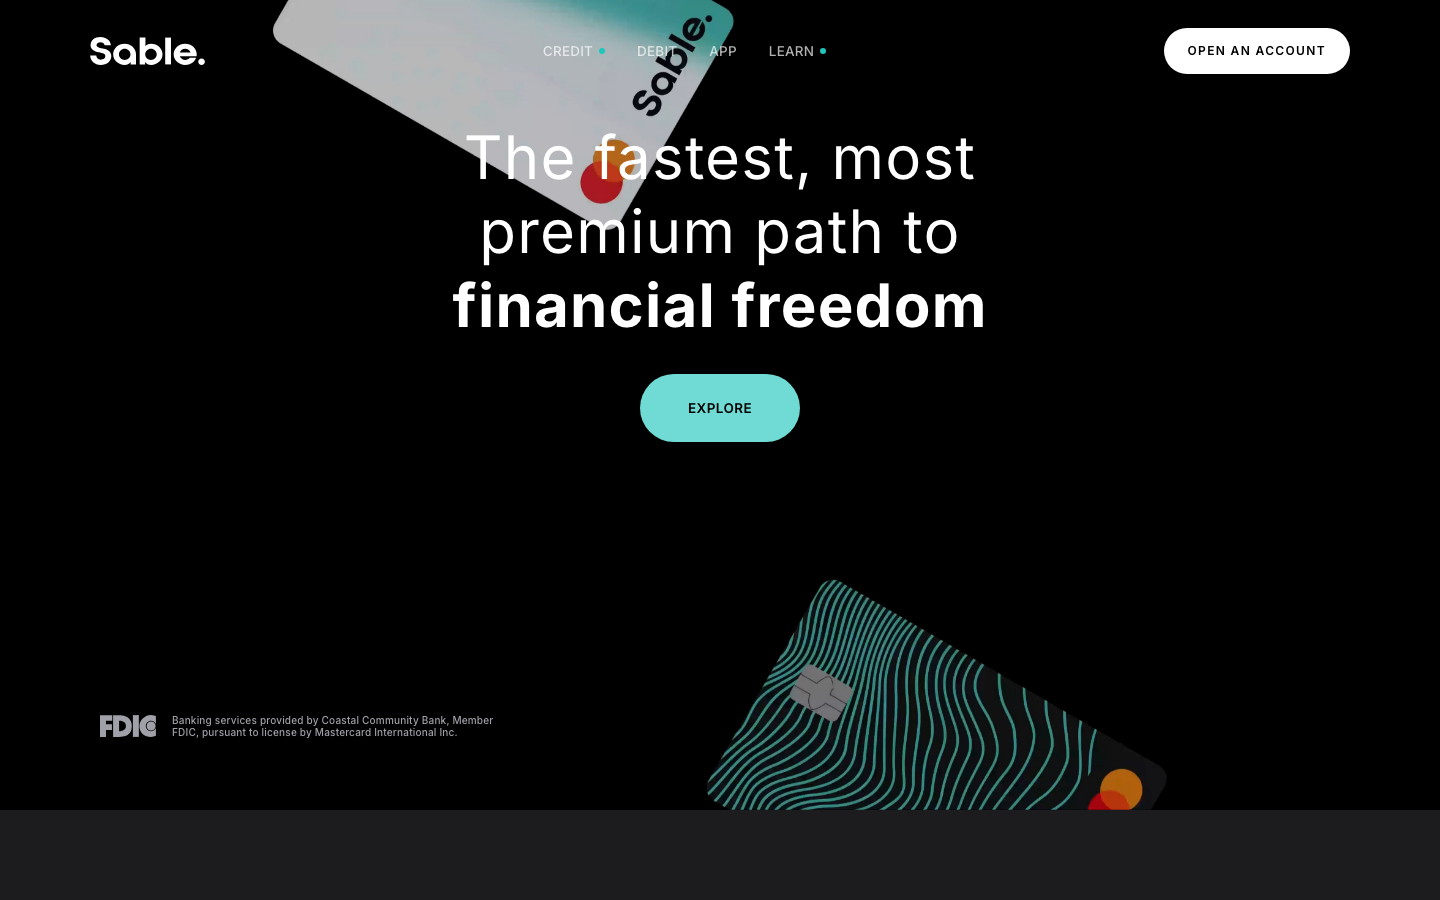 Sable.
CREDIT
DEBIT
APP
LEARN
OPEN AN ACCOUNT
Sable.
The fastest, most
premium path to
financial freedom
EXPLORE
FDIC
Banking services provided by Coastal Community Bank, Member
FDIC, pursuant to license by Mastercard International Inc.